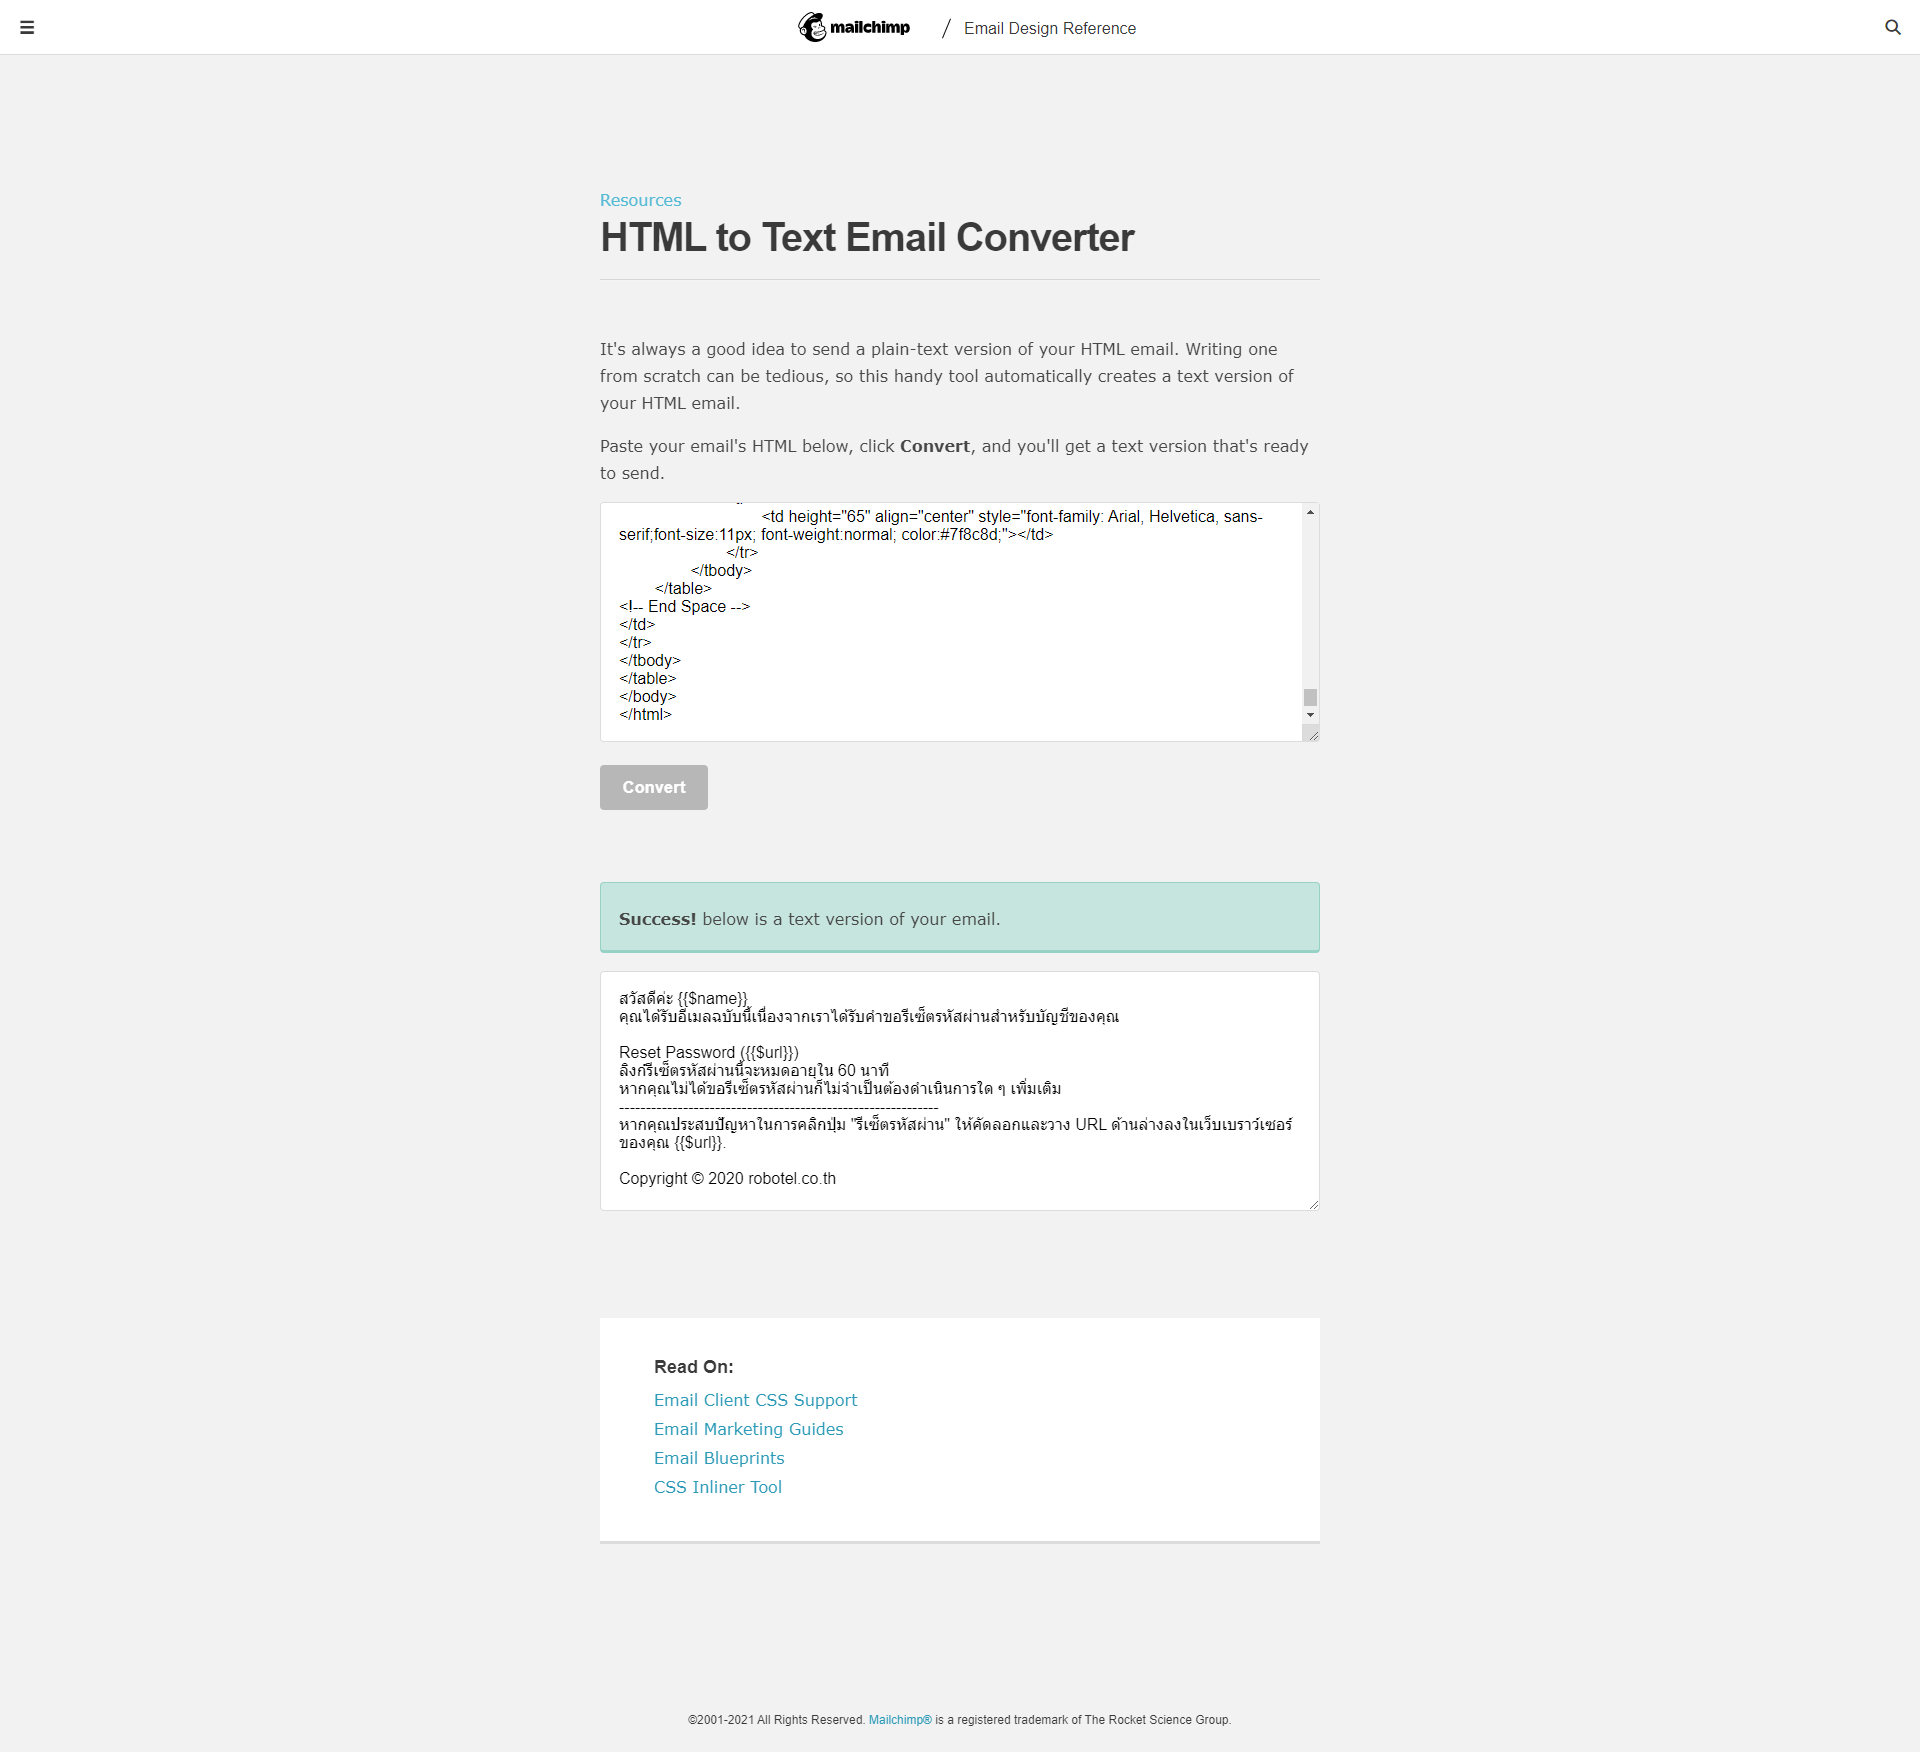 mailchimp / Email Design Reference
Resources
HTML to Text Email Converter
It's always a good idea to send a plain-text version of your HTML email. Writing one
from scratch can be tedious, so this handy tool automatically creates a text version of
your HTML email.
Paste your email's HTML below, click Convert, and you'll get a text version that's ready
to send.
<td height="65" align="center" style="font-family: Arial, Helvetica, sans-
serif;font-size:11px; font-weight:normal; color:#7f8c8d;"></td>
</tr>
</tbody>
</table>
<!-- End Space -->
</td>
</tr>
</tbody>
</table>
</body>
</html>
Convert
Success! below is a text version of your email.
สวัสดีค่ะ {{$name}}
คุณได้รับอีเมลฉบับนี้เนื่องจากเราได้รับคำขอรีเซ็ตรหัสผ่านสำหรับบัญชีของคุณ
Reset Password ({{$url}})
ลิงก์รีเซ็ตรหัสผ่านนี้จะหมดอายุใน 60 นาที
หากคุณไม่ได้ขอรีเซ็ตรหัสผ่านก็ไม่จำเป็นต้องดำเนินการใด ๆ เพิ่มเติม
------------------------------------------------------------
หากคุณประสบปัญหาในการคลิกปุ่ม "รีเซ็ตรหัสผ่าน" ให้คัดลอกและวาง URL ด้านล่างลงในเว็บเบราว์เซอร์
ของคุณ {{$url}}.
Copyright © 2020 robotel.co.th
Read On:
Email Client CSS Support
Email Marketing Guides
Email Blueprints
CSS Inliner Tool
©2001-2021 All Rights Reserved. Mailchimp® is a registered trademark of The Rocket Science Group.